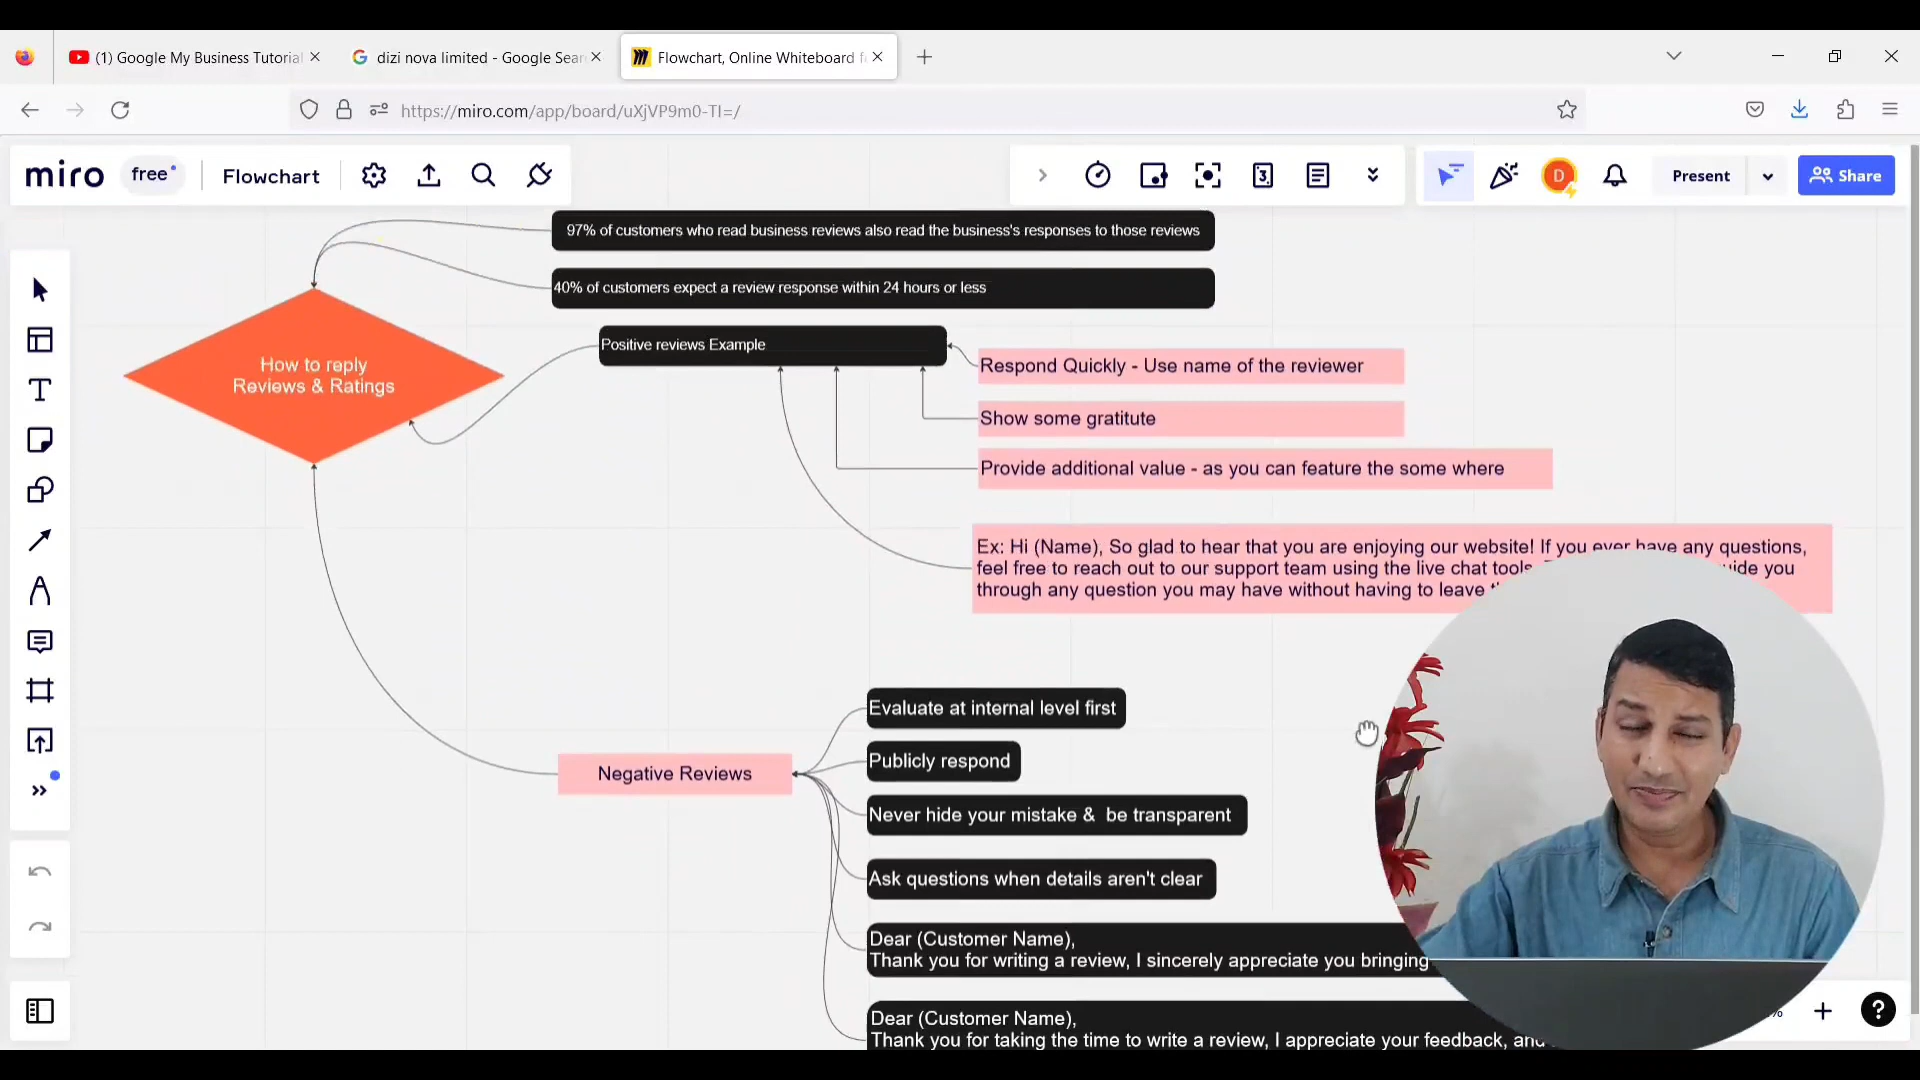 (1) Google My Business Tutorial
dizi nova limited - Google Sear
Flowchart, Online Whiteboard f
https://miro.com/app/board/uXjVP9m0-TI=/
miro
free
Flowchart
3
D
Present
Share
97% of customers who read business reviews also read the business's responses to those reviews
40% of customers expect a review response within 24 hours or less
Positive reviews Example
How to reply
Reviews & Ratings
Respond Quickly - Use name of the reviewer
Show some gratitute
Provide additional value - as you can feature the some where
Ex: Hi (Name), So glad to hear that you are enjoying our website! If you ever have any questions,
feel free to reach out to our support team using the live chat tools. uide you
through any question you may have without having to leave
Negative Reviews
Evaluate at internal level first
Publicly respond
Never hide your mistake & be transparent
Ask questions when details aren't clear
Dear (Customer Name),
Thank you for writing a review, I sincerely appreciate you bringing
Dear (Customer Name),
Thank you for taking the time to write a review, I appreciate your feedback, and
%
?